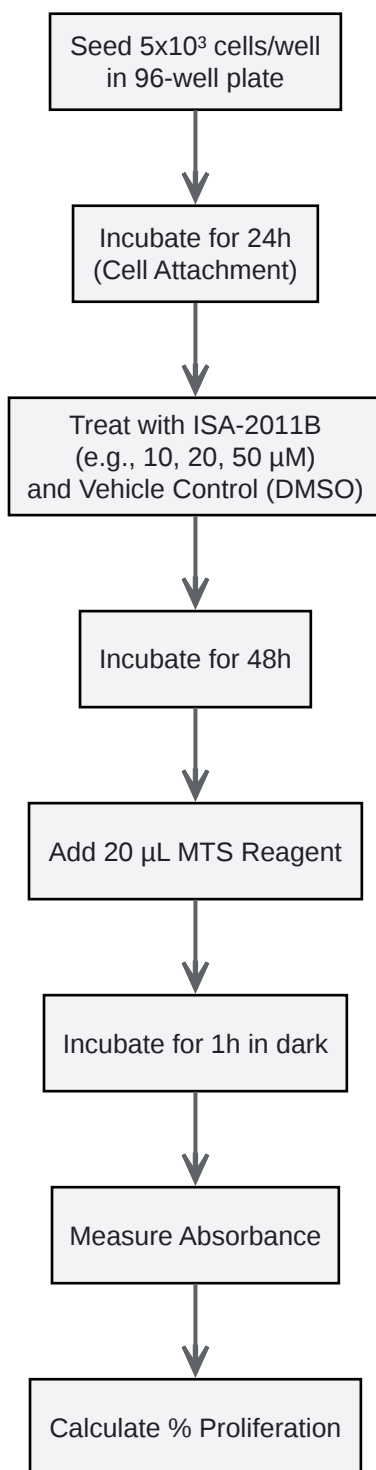 Seed 5x10³ cells/well
in 96-well plate
Incubate for 24h
(Cell Attachment)
Treat with ISA-2011B
(e.g., 10, 20, 50 µM)
and Vehicle Control (DMSO)
Incubate for 48h
Add 20 µL MTS Reagent
Incubate for 1h in dark
Measure Absorbance
Calculate % Proliferation